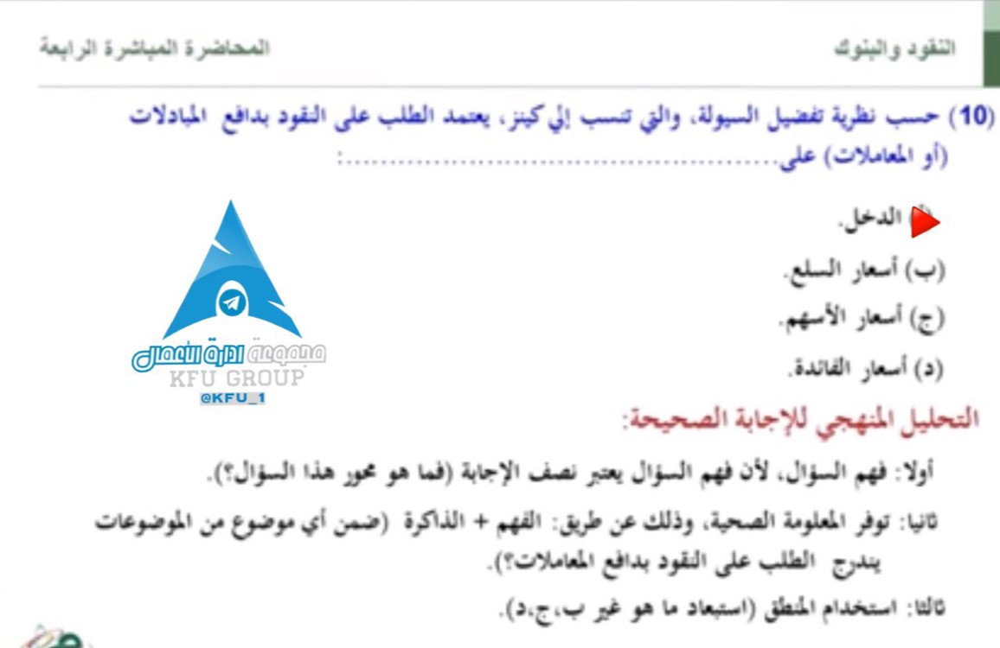 النقود والبنوك
المحاضرة المباشرة الرابعة
(10) حسب نظرية تفضيل السيولة، والتي تنسب إلي كينز، يعتمد الطلب على النقود بدافع المبادلات
(أو المعاملات) على......................................................:
الدخل.
(ب) أسعار السلع.
(ج) أسعار الأسهم.
(د) أسعار الفائدة.
مجموعة ادارة الأعمال
KFU GROUP
@KFU_1
التحليل المنهجي للإجابة الصحيحة:
أولا: فهم السؤال، لأن فهم السؤال يعتبر نصف الإجابة (فما هو محور هذا السؤال؟).
ثانيا: توفر المعلومة الصحية، وذلك عن طريق: الفهم + الذاكرة (ضمن أي موضوع من الموضوعات
يندرج الطلب على النقود بدافع المعاملات؟).
ثالثا: استخدام المنطق (استبعاد ما هو غير ب،ج،د).